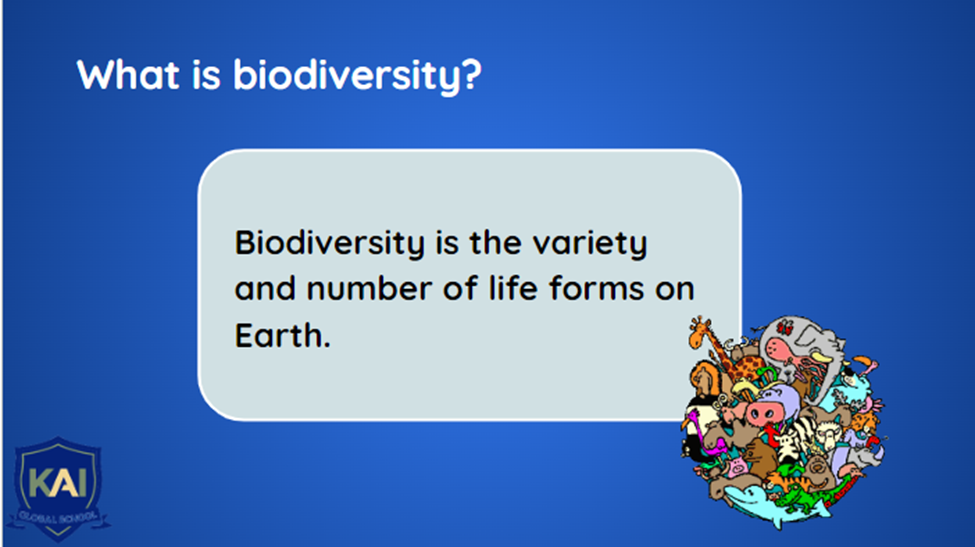 What is biodiversity?
Biodiversity is the variety
and number of life forms on
Earth.
KAI
GLOBAL SCHOOL